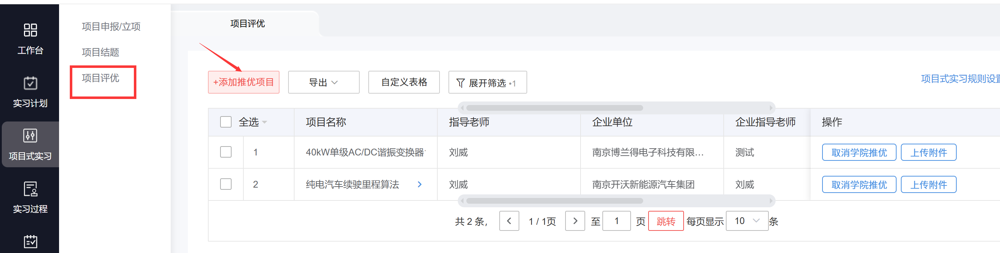 工作台
实习计划
项目式实习
实习过程
项目申报/立项
项目结题
项目评优
项目评优
+添加推优项目
导出
自定义表格
展开筛选 •1
项目式实习规则设置
全选 项目名称 指导老师 企业单位 企业指导老师 操作
1 40kW单级AC/DC谐振变换器 刘威 南京博兰得电子科技有限... 测试 取消学院推优 上传附件
2 纯电汽车续驶里程算法 刘威 南京开沃新能源汽车集团 刘威 取消学院推优 上传附件
共 2 条, 1 / 1页 至 1 页 跳转 每页显示 10 条